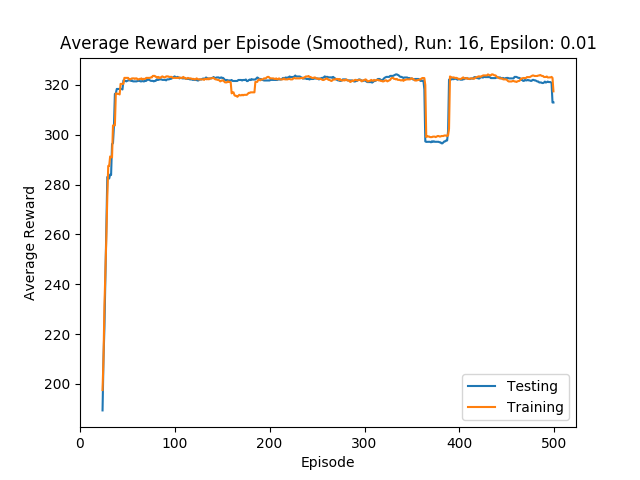 Average Reward per Episode (Smoothed), Run: 16, Epsilon: 0.01
Average Reward
320
300
280
260
240
220
200
0 100 200 300 400 500
Episode
Testing
Training